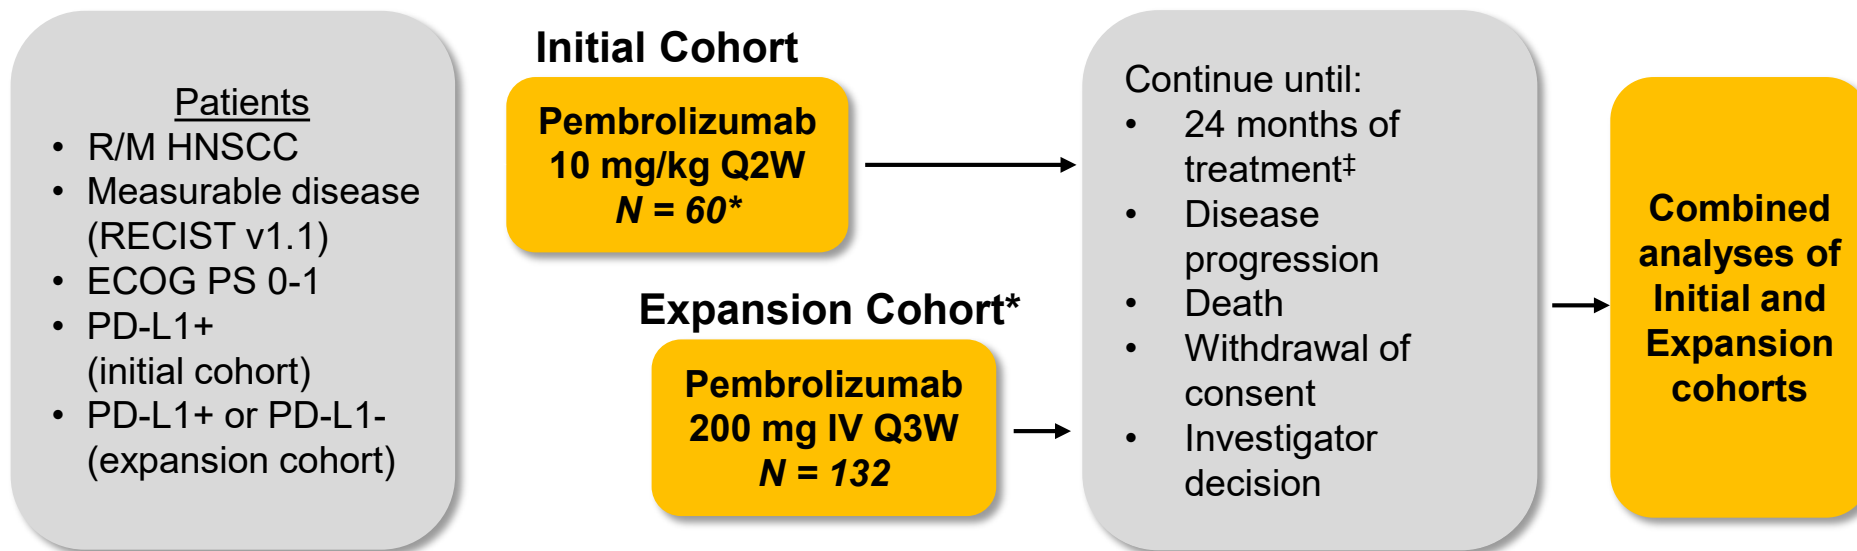 Patients
• R/M HNSCC
• Measurable disease
(RECIST v1.1)
• ECOG PS 0-1
• PD-L1+
(initial cohort)
• PD-L1+ or PD-L1-
(expansion cohort)
Initial Cohort
Pembrolizumab
10 mg/kg Q2W
N = 60*
Expansion Cohort*
Pembrolizumab
200 mg IV Q3W
N = 132
Continue until:
• 24 months of
treatment‡
• Disease
progression
• Death
• Withdrawal of
consent
• Investigator
decision
Combined
analyses of
Initial and
Expansion
cohorts